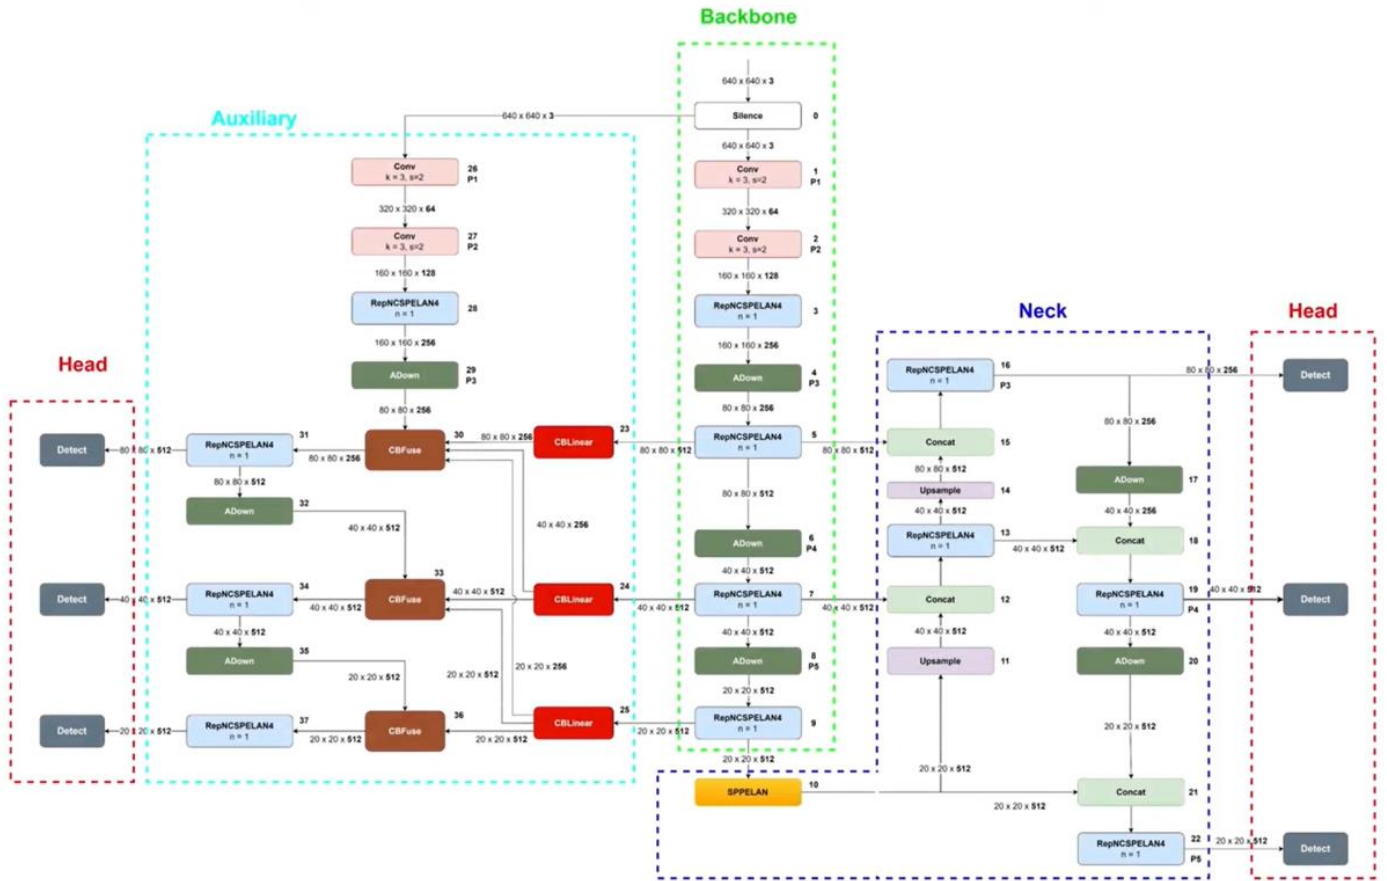 Backbone
640 x 640 x 3
Silence 0
640 x 640 x 3
Auxiliary
640 x 640 x 3
Conv
k = 3, s=2
26
P1
320 x 320 x 64
Conv
k = 3, s=2
27
P2
160 x 160 x 128
RepNCSPELAN4
n = 1
28
160 x 160 x 256
ADown
29
P3
80 x 80 x 256
CBFuse
30
80 x 80 x 256
CBLinear
23
80 x 80 x 512
Conv
k = 3, s=2
1
P1
320 x 320 x 64
Conv
k = 3, s=2
2
P2
160 x 160 x 128
RepNCSPELAN4
n = 1
3
160 x 160 x 256
ADown
4
P3
80 x 80 x 256
RepNCSPELAN4
n = 1
5
80 x 80 x 512
80 x 80 x 512
ADown
6
P4
40 x 40 x 512
RepNCSPELAN4
n = 1
7
40 x 40 x 512
40 x 40 x 512
ADown
8
P5
20 x 20 x 512
RepNCSPELAN4
n = 1
9
20 x 20 x 512
Head
Detect
80 x 80 x 512
RepNCSPELAN4
n = 1
31
80 x 80 x 256
80 x 80 x 512
ADown
32
40 x 40 x 512
40 x 40 x 256
Detect
40 x 40 x 512
RepNCSPELAN4
n = 1
34
40 x 40 x 512
CBFuse
33
40 x 40 x 512
CBLinear
24
40 x 40 x 512
40 x 40 x 512
ADown
35
20 x 20 x 512
20 x 20 x 512
20 x 20 x 256
Detect
20 x 20 x 512
RepNCSPELAN4
n = 1
37
20 x 20 x 512
CBFuse
36
20 x 20 x 512
CBLinear
25
20 x 20 x 512
Neck
RepNCSPELAN4
n = 1
16
P3
80 x 80 x 256
80 x 80 x 256
Concat
15
80 x 80 x 512
Upsample
14
40 x 40 x 512
RepNCSPELAN4
n = 1
13
40 x 40 x 512
Concat
12
40 x 40 x 512
Upsample
11
20 x 20 x 512
SPPELAN
10
20 x 20 x 512
ADown
17
40 x 40 x 256
Concat
18
RepNCSPELAN4
n = 1
19
P4
40 x 40 x 512
40 x 40 x 512
ADown
20
20 x 20 x 512
Concat
21
RepNCSPELAN4
n = 1
22
P5
20 x 20 x 512
Head
Detect
Detect
Detect